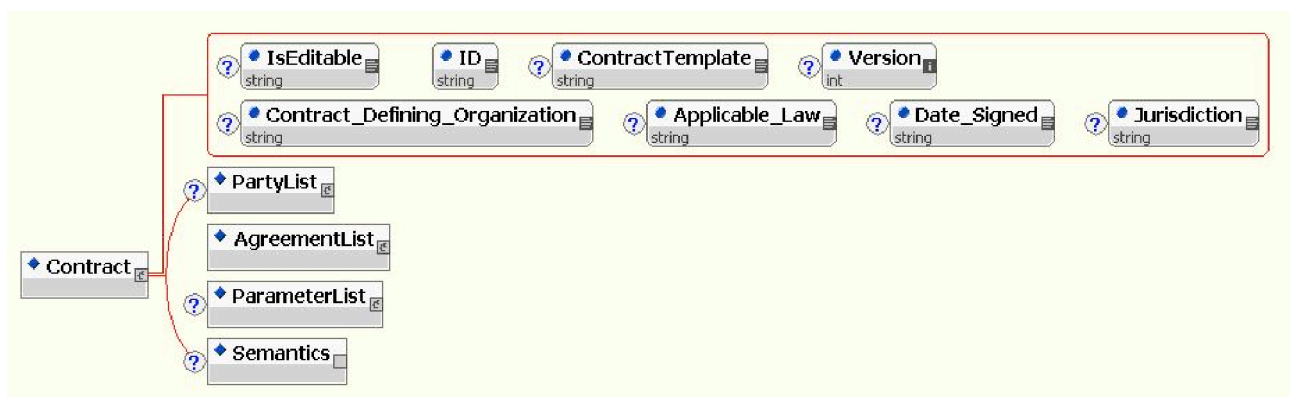 ? IsEditable ID ? ContractTemplate ? Version
string string string int
? Contract_Defining_Organization ? Applicable_Law ? Date_Signed ? Jurisdiction
string string string string
? PartyList
AgreementList
Contract
? ParameterList
? Semantics